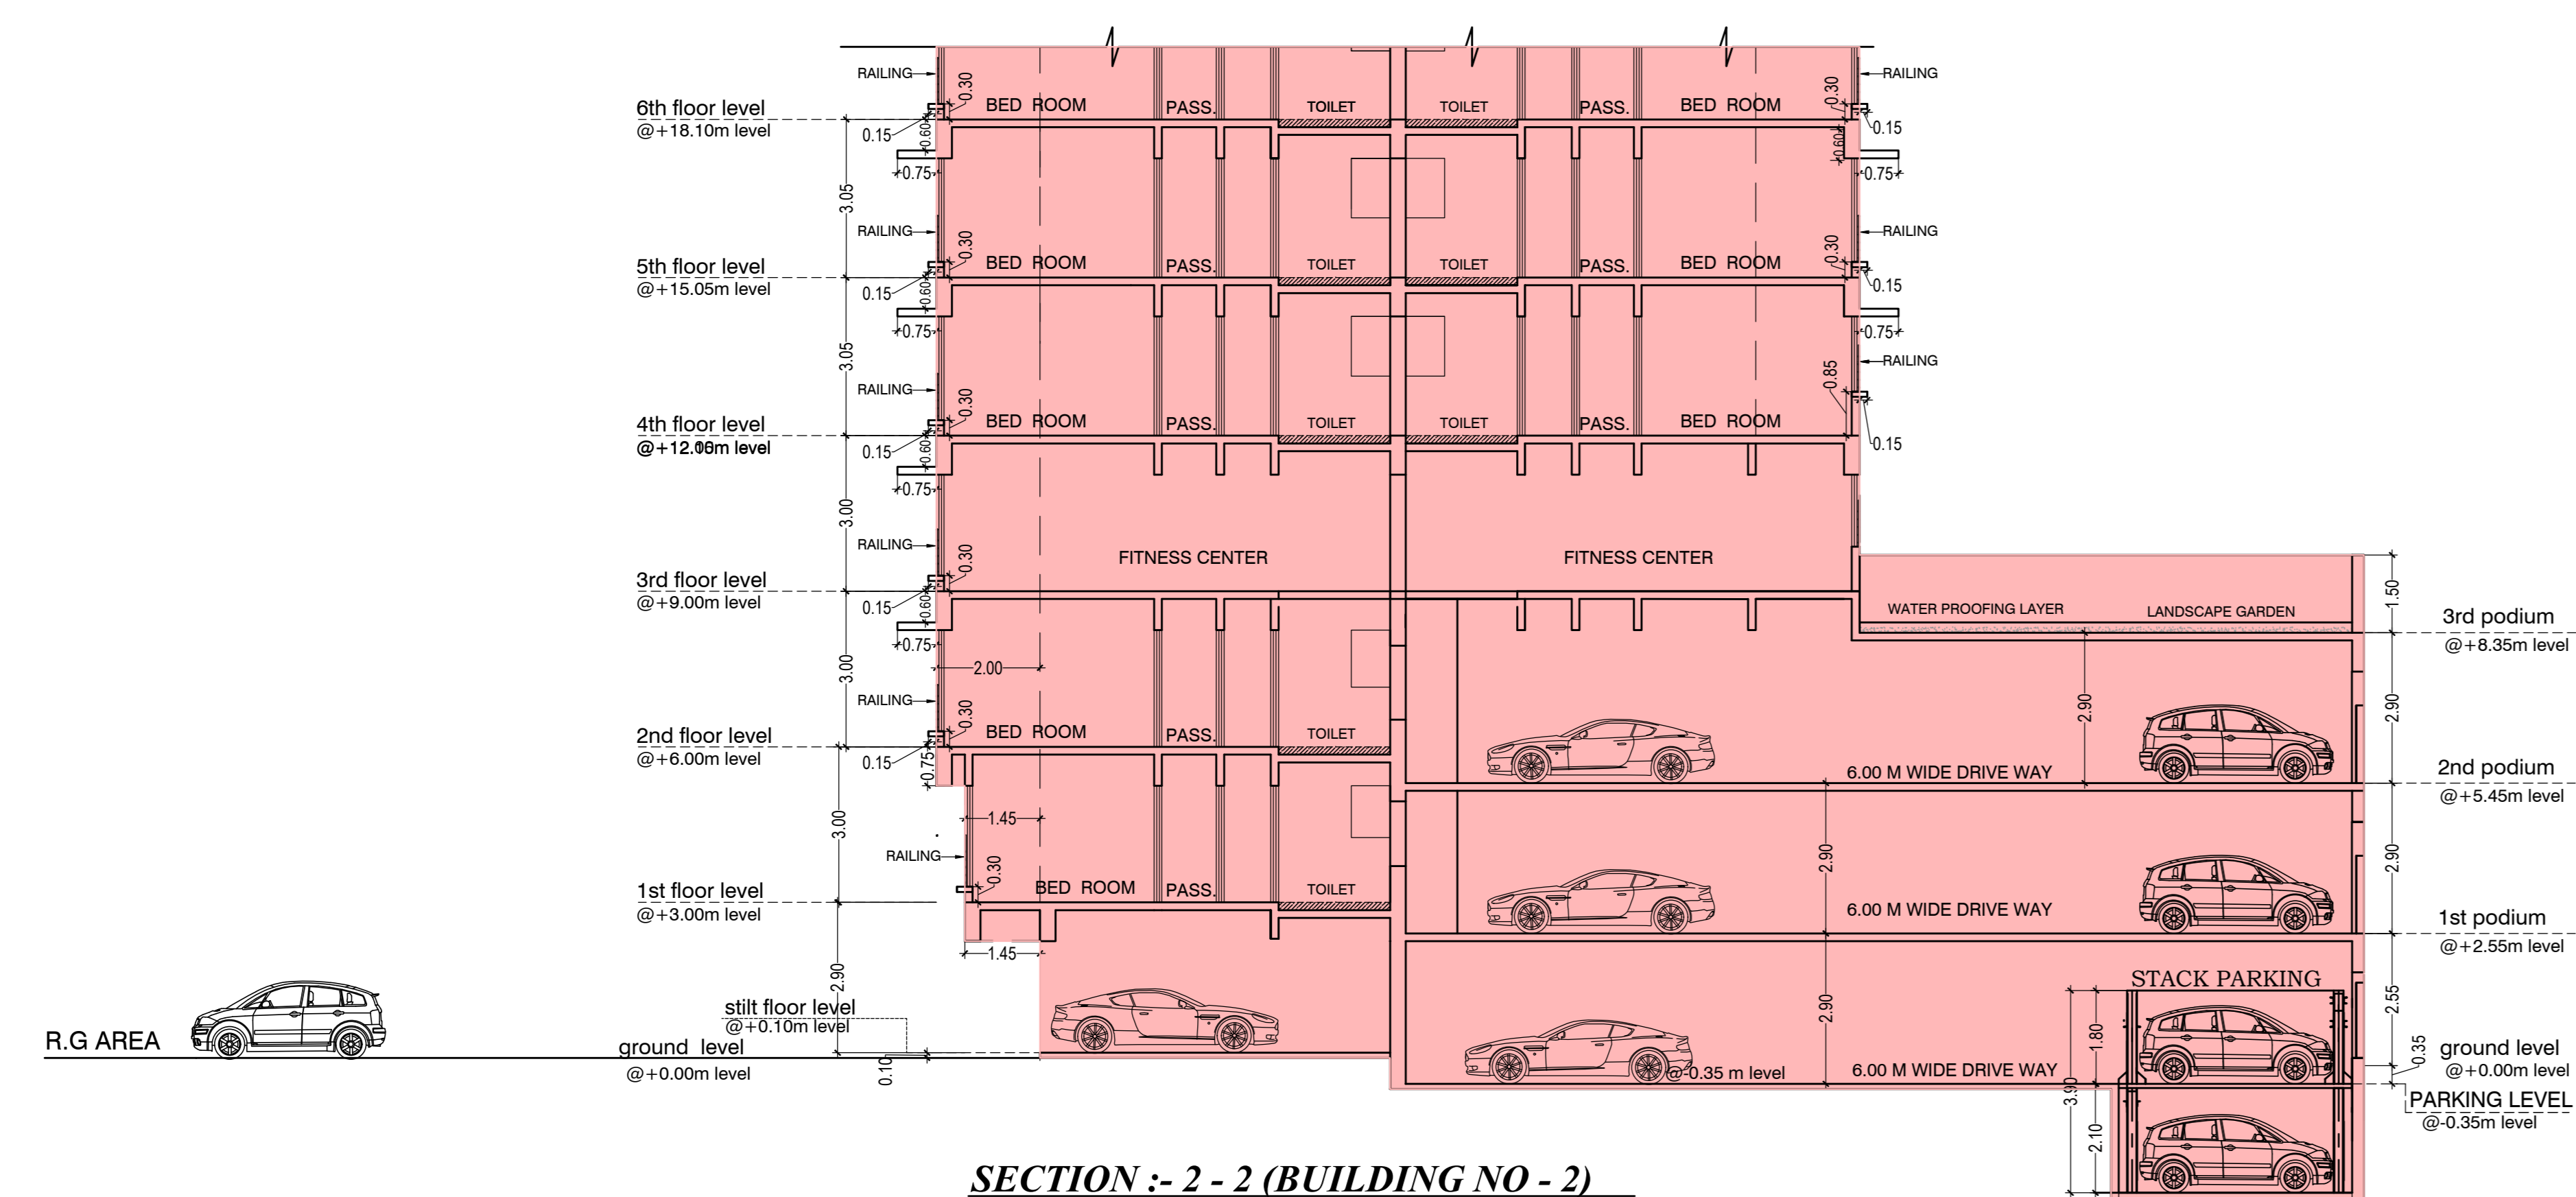 RAILING
0.30
BED ROOM
PASS.
TOILET
TOILET
PASS.
BED ROOM
0.30
RAILING
6th floor level
@+18.10m level
0.15
0.60
0.60
0.15
0.75
0.75
3.05
RAILING
0.30
BED ROOM
PASS.
TOILET
TOILET
PASS.
BED ROOM
0.30
RAILING
5th floor level
@+15.05m level
0.15
0.60
0.15
0.75
0.75
3.05
RAILING
0.85
RAILING
0.30
BED ROOM
PASS.
TOILET
TOILET
PASS.
BED ROOM
4th floor level
0.15
0.60
0.15
0.75
3.00
RAILING
0.30
FITNESS CENTER
FITNESS CENTER
3rd floor level
@+9.00m level
0.15
0.60
WATER PROOFING LAYER
LANDSCAPE GARDEN
1.50
3rd podium
@+8.35m level
0.75
2.00
3.00
RAILING
0.30
BED ROOM
PASS.
TOILET
2.90
2.90
2nd floor level
@+6.00m level
0.15
0.75
6.00 M WIDE DRIVE WAY
2nd podium
@+5.45m level
3.00
1.45
RAILING
0.30
BED ROOM
PASS.
TOILET
2.90
2.90
1st floor level
@+3.00m level
6.00 M WIDE DRIVE WAY
1st podium
@+2.55m level
1.45
2.90
STACK PARKING
stilt floor level
@+0.10m level
2.90
1.80
2.55
R.G AREA
ground level
@+0.00m level
0.10
@-0.35 m level
6.00 M WIDE DRIVE WAY
3.90
0.35
ground level
@+0.00m level
PARKING LEVEL
@-0.35m level
2.10
SECTION :- 2 - 2 (BUILDING NO - 2)